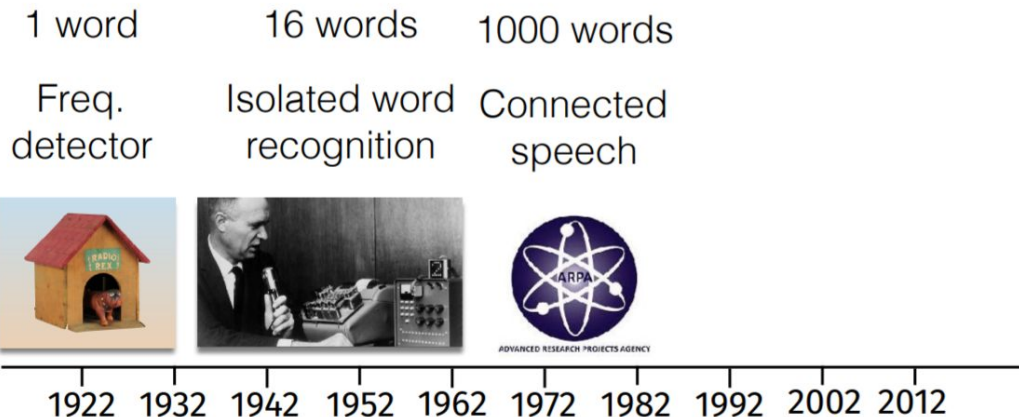 1 word
16 words
1000 words
Freq.
detector
Isolated word
recognition
Connected
speech
RADIO
REX
2
ARPA
ADVANCED RESEARCH PROJECTS AGENCY
1922 1932 1942 1952 1962 1972 1982 1992 2002 2012